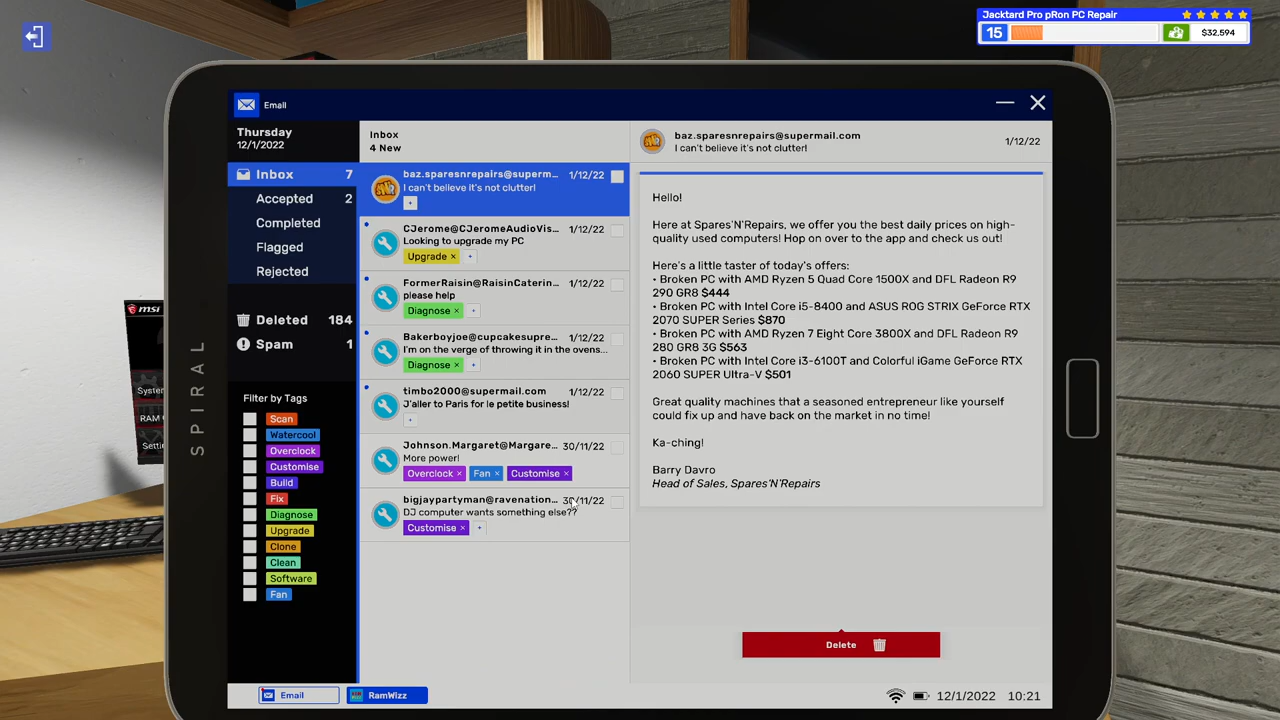 Jacktard Pro pRon PC Repair
15
$32,594
Email
Thursday
12/1/2022
Inbox 7
Accepted 2
Completed
Flagged
Rejected
Deleted 184
Spam 1
Filter by Tags
Scan
Watercool
Overclock
Customise
Build
Fix
Diagnose
Upgrade
Clone
Clean
Software
Fan
Inbox
4 New
baz.sparesnrepairs@superm... 1/12/22
I can't believe it's not clutter!
+
CJerome@CJeromeAudioVis... 1/12/22
Looking to upgrade my PC
Upgrade × +
FormerRaisin@RaisinCaterin... 1/12/22
please help
Diagnose × +
Bakerboyjoe@cupcakesupre... 1/12/22
I'm on the verge of throwing it in the ovens...
Diagnose × +
timbo2000@supermail.com 1/12/22
J'aller to Paris for le petite business!
+
Johnson.Margaret@Margare... 30/11/22
More power!
Overclock × Fan × Customise ×
bigjaypartyman@ravenation... 30/11/22
DJ computer wants something else??
Customise × +
baz.sparesnrepairs@supermail.com
I can't believe it's not clutter!
1/12/22
Hello!
Here at Spares'N'Repairs, we offer you the best daily prices on high-
quality used computers! Hop on over to the app and check us out!
Here's a little taster of today's offers:
• Broken PC with AMD Ryzen 5 Quad Core 1500X and DFL Radeon R9
290 GR8 $444
• Broken PC with Intel Core i5-8400 and ASUS ROG STRIX GeForce RTX
2070 SUPER Series $870
• Broken PC with AMD Ryzen 7 Eight Core 3800X and DFL Radeon R9
280 GR8 3G $563
• Broken PC with Intel Core i3-6100T and Colorful iGame GeForce RTX
2060 SUPER Ultra-V $501
Great quality machines that a seasoned entrepreneur like yourself
could fix up and have back on the market in no time!
Ka-ching!
Barry Davro
Head of Sales, Spares'N'Repairs
Delete
Email
RamWizz
12/1/2022 10:21
SPIRAL
msi
System
RAM
Setti